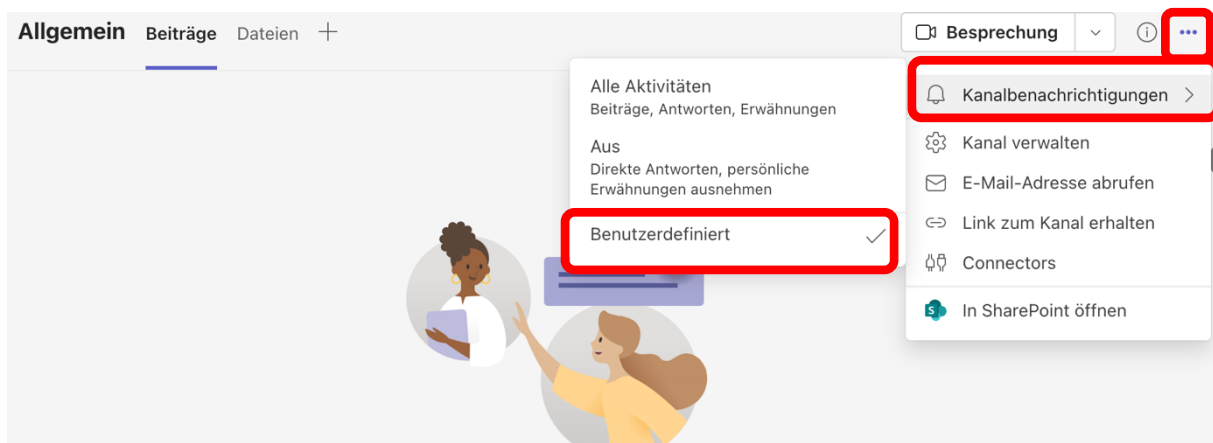 Allgemein Beiträge Dateien
Besprechung
Alle Aktivitäten
Beiträge, Antworten, Erwähnungen
Aus
Direkte Antworten, persönliche
Erwähnungen ausnehmen
Benutzerdefiniert
Kanalbenachrichtigungen
Kanal verwalten
E-Mail-Adresse abrufen
Link zum Kanal erhalten
Connectors
In SharePoint öffnen